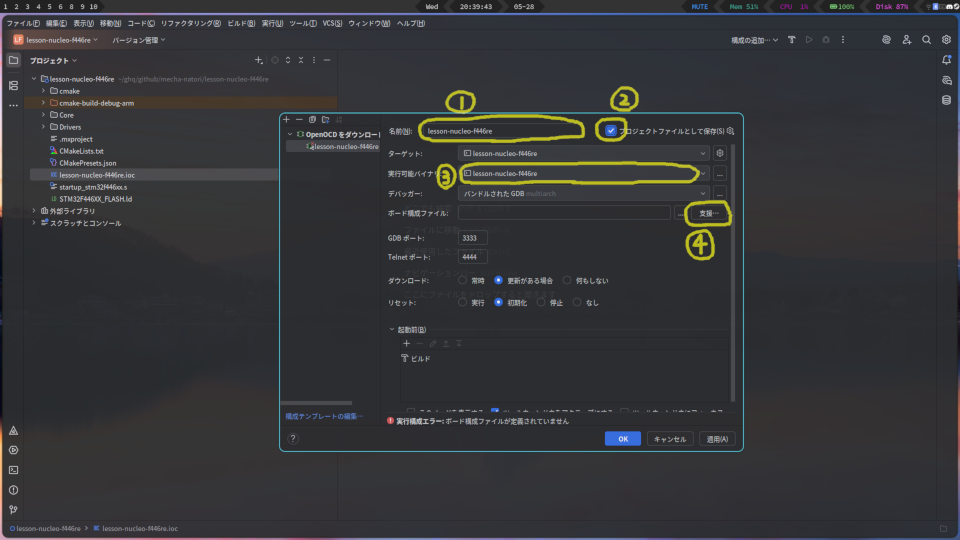 1 2 3 4 5 6 7 8 9 10
Wed 20:39:43 05-28
MUTE Mem 51% CPU 1% 100% Disk 87%
ファイル(F) 編集(E) 表示(V) 移動(N) コード(C) リファクタリング(R) ビルド(B) 実行(U) ツール(T) VCS(S) ウィンドウ(W) ヘルプ(H)
LF lesson-nucleo-f446re バージョン管理 構成の追加…
プロジェクト
lesson-nucleo-f446re ~/ghq/github/mecha-natori/lesson-nucleo-f446re
cmake
cmake-build-debug-arm
Core
Drivers
.mxproject
CMakeLists.txt
CMakePresets.json
lesson-nucleo-f446re.ioc
startup_stm32f446xx.s
STM32F446XX_FLASH.ld
外部ライブラリ
スクラッチとコンソール
① ②
OpenOCD をダウンロード
lesson-nucleo-f446re
構成テンプレートの編集…
名前(N): lesson-nucleo-f446re プロジェクトファイルとして保存(S)
ターゲット: lesson-nucleo-f446re
実行可能バイナリ ③ lesson-nucleo-f446re ...
デバッガー: バンドルされた GDB multiarch ...
ボード構成ファイル: ... 支援…
④
GDB ポート: 3333
Telnet ポート: 4444
ダウンロード: 常時 更新がある場合 何もしない
リセット: 実行 初期化 停止 なし
起動前(B)
ビルド
実行構成エラー: ボード構成ファイルが定義されていません
? OK キャンセル 適用(A)
lesson-nucleo-f446re > lesson-nucleo-f446re.ioc